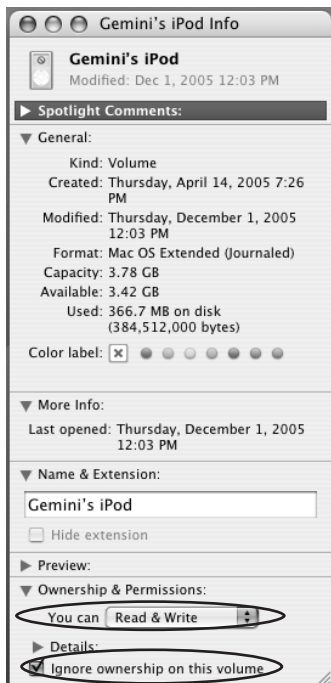 Gemini's iPod Info
Gemini's iPod
Modified: Dec 1, 2005 12:03 PM
Spotlight Comments:
General:
Kind: Volume
Created: Thursday, April 14, 2005 7:26
PM
Modified: Thursday, December 1, 2005
12:03 PM
Format: Mac OS Extended (Journaled)
Capacity: 3.78 GB
Available: 3.42 GB
Used: 366.7 MB on disk
(384,512,000 bytes)
Color label:
More Info:
Last opened: Thursday, December 1, 2005
12:03 PM
Name & Extension:
Gemini's iPod
Hide extension
Preview:
Ownership & Permissions:
You can Read & Write
Details:
Ignore ownership on this volume